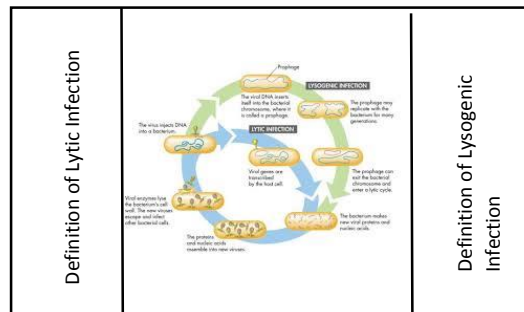 Definition of Lytic Infection
Prophage
LYSOGENIC INFECTION
The viral DNA inserts
itself into the bacterial
chromosome, where it
is called a prophage.
The prophage may
replicate with the
bacterium for many
generations.
The virus injects DNA
into a bacterium.
LYTIC INFECTION
Viral genes are
transcribed
by the host cell.
The prophage can
exit the bacterial
chromosome and
enter a lytic cycle.
Viral enzymes lyse
the bacterium's cell
wall. The new viruses
escape and infect
other bacterial cells.
The bacterium makes
new viral proteins and
nucleic acids.
The proteins
and nucleic acids
assemble into new viruses.
Definition of Lysogenic
Infection